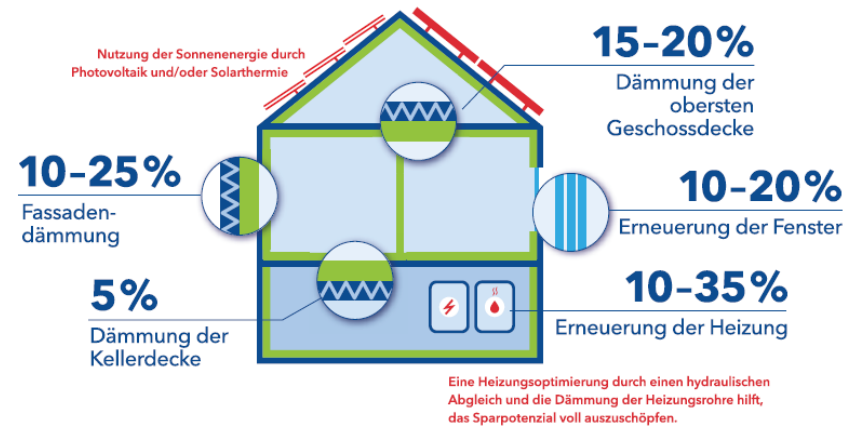 Nutzung der Sonnenenergie durch
Photovoltaik und/oder Solarthermie
15–20%
Dämmung der
obersten
Geschossdecke
10–25%
Fassaden-
dämmung
10–20%
Erneuerung der Fenster
5%
Dämmung der
Kellerdecke
10–35%
Erneuerung der Heizung
Eine Heizungsoptimierung durch einen hydraulischen
Abgleich und die Dämmung der Heizungsrohre hilft,
das Sparpotenzial voll auszuschöpfen.